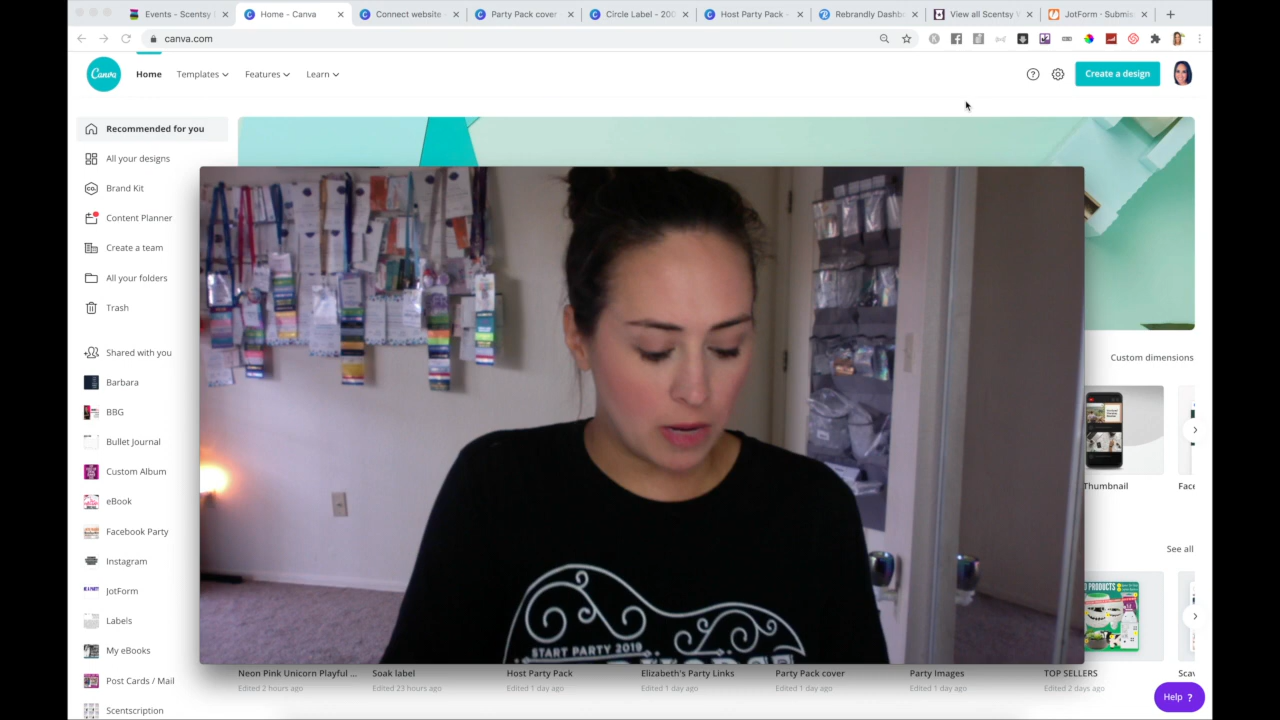 Events - Scentsy
Home - Canva
Connect website
Party Pack cover
Circle Label - 200
Host Party Pack -
Rebrandly Dashbo
View all Scentsy
JotForm · Submis
canva.com
Canva
Home
Templates
Features
Learn
Create a design
Recommended for you
All your designs
Brand Kit
Content Planner
Create a team
All your folders
Trash
Shared with you
Barbara
BBG
Bullet Journal
Custom Album
eBook
Facebook Party
Instagram
JotForm
Labels
My eBooks
Post Cards / Mail
Scentscription
Custom dimensions
Thumbnail
Face
See all
START PARTY 2019
PRODUCTS
Neon Pink Unicorn Playful ...
Edited 2 hours ago
Soak label
Edited 23 hours ago
Host Party Pack
Edited 1 day ago
Elizabeth's Party Links
Edited 1 day ago
Party Pack cover
Edited 1 day ago
Party Images
Edited 1 day ago
TOP SELLERS
Edited 2 days ago
Scav
Help ?